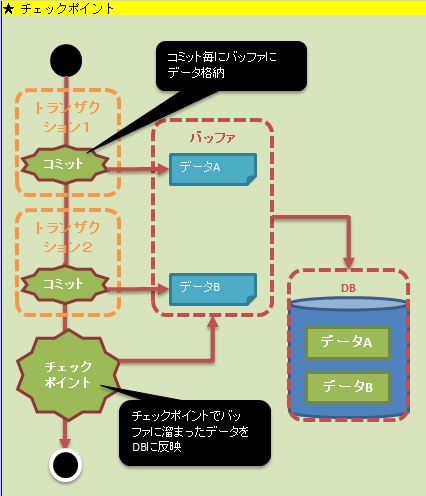 ★ チェックポイント
コミット毎にバッファに
データ格納
トランザク
ション1
バッファ
コミット
データA
トランザク
ション2
DB
コミット
データB
データA
チェック
ポイント
データB
チェックポイントでバッ
ファに溜まったデータを
DBに反映